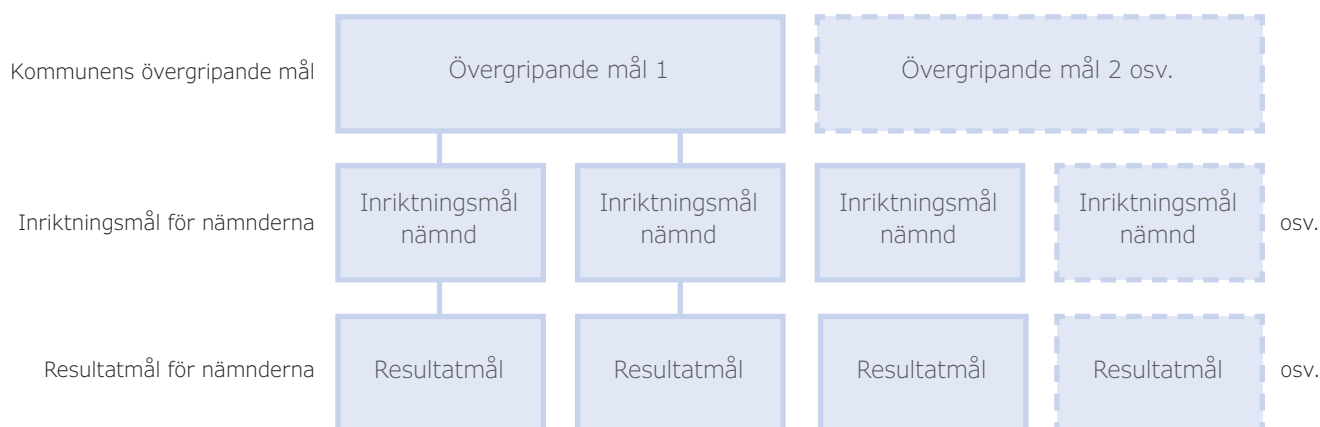 Kommunens övergripande mål
Övergripande mål 1
Övergripande mål 2 osv.
Inriktningsmål för nämnderna
Inriktningsmål
nämnd
Inriktningsmål
nämnd
Inriktningsmål
nämnd
Inriktningsmål
nämnd
osv.
Resultatmål för nämnderna
Resultatmål
Resultatmål
Resultatmål
Resultatmål
osv.